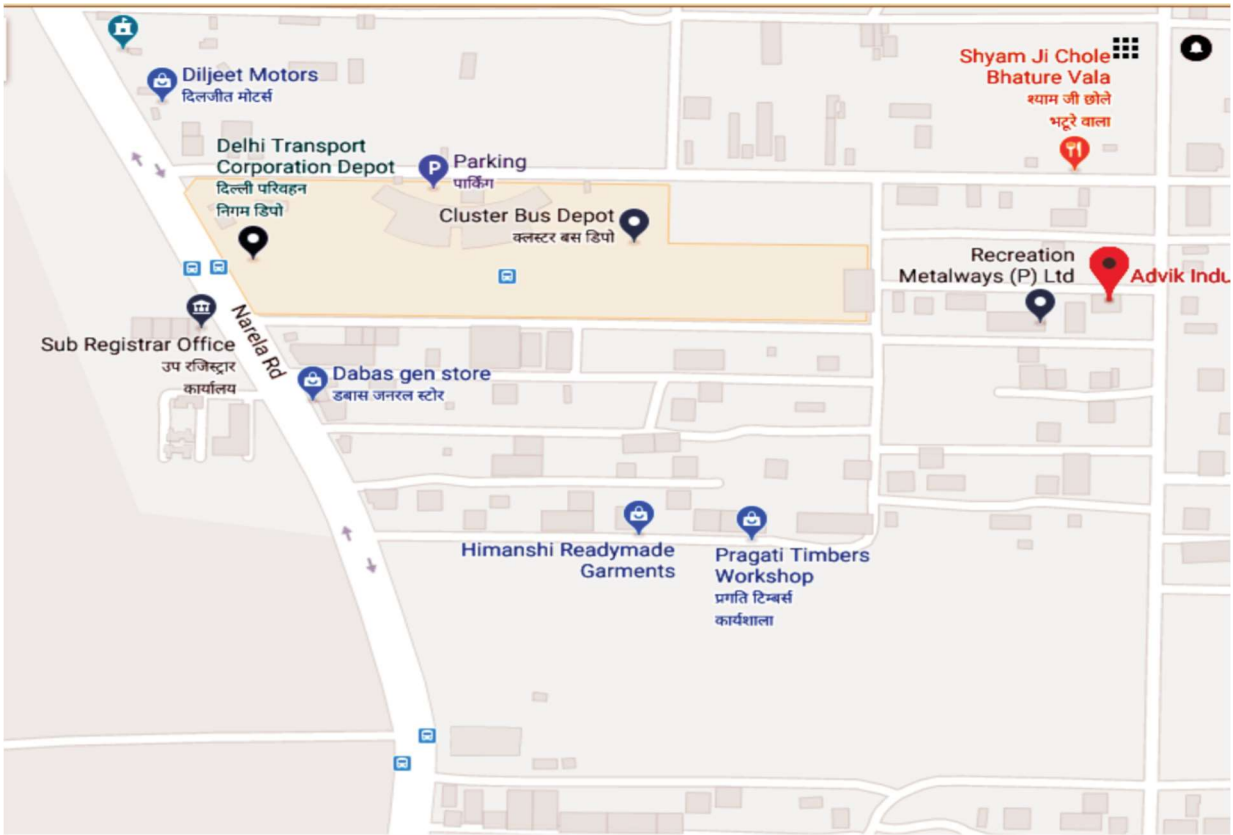 Shyam Ji Chole
Bhature Vala
श्याम जी छोले
भटूरे वाला
Diljeet Motors
दिलजीत मोटर्स
Delhi Transport
Corporation Depot
दिल्ली परिवहन
निगम डिपो
P
Parking
पार्किंग
Cluster Bus Depot
क्लस्टर बस डिपो
Recreation
Metalways (P) Ltd
Advik Indu
Sub Registrar Office
उप रजिस्ट्रार
कार्यालय
Narela Rd
Dabas gen store
डबास जनरल स्टोर
Himanshi Readymade
Garments
Pragati Timbers
Workshop
प्रगति टिम्बर्स
कार्यशाला